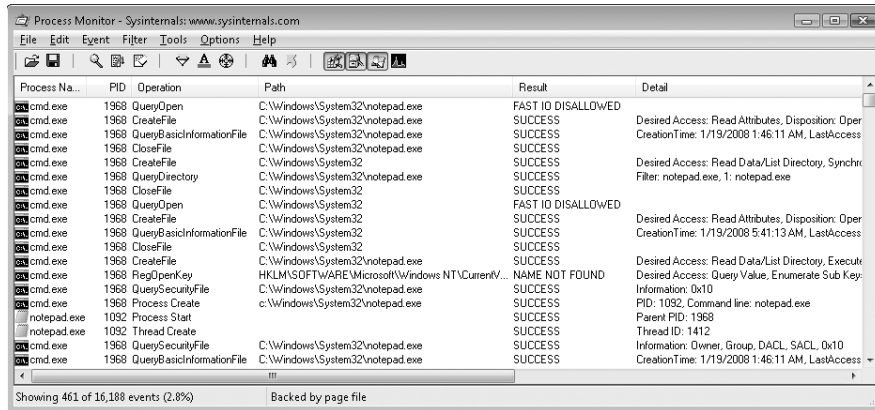 Process Monitor - Sysinternals: www.sysinternals.com
File Edit Event Filter Tools Options Help
Process Na... PID Operation Path Result Detail
cmd.exe 1968 QueryOpen C:\Windows\System32\notepad.exe FAST IO DISALLOWED
cmd.exe 1968 CreateFile C:\Windows\System32\notepad.exe SUCCESS Desired Access: Read Attributes, Disposition: Oper
cmd.exe 1968 QueryBasicInformationFile C:\Windows\System32\notepad.exe SUCCESS CreationTime: 1/19/2008 1:46:11 AM, LastAccess
cmd.exe 1968 CloseFile C:\Windows\System32\notepad.exe SUCCESS
cmd.exe 1968 CreateFile C:\Windows\System32 SUCCESS Desired Access: Read Data/List Directory, Synchro
cmd.exe 1968 QueryDirectory C:\Windows\System32\notepad.exe SUCCESS Filter: notepad.exe, 1: notepad.exe
cmd.exe 1968 CloseFile C:\Windows\System32 SUCCESS
cmd.exe 1968 QueryOpen C:\Windows\System32 FAST IO DISALLOWED
cmd.exe 1968 CreateFile C:\Windows\System32 SUCCESS Desired Access: Read Attributes, Disposition: Oper
cmd.exe 1968 QueryBasicInformationFile C:\Windows\System32 SUCCESS CreationTime: 1/19/2008 5:41:13 AM, LastAccess
cmd.exe 1968 CloseFile C:\Windows\System32 SUCCESS
cmd.exe 1968 CreateFile C:\Windows\System32\notepad.exe SUCCESS Desired Access: Read Data/List Directory, Execute
cmd.exe 1968 RegOpenKey HKLM\SOFTWARE\Microsoft\Windows NT\CurrentV... NAME NOT FOUND Desired Access: Query Value, Enumerate Sub Key:
cmd.exe 1968 QuerySecurityFile C:\Windows\System32\notepad.exe SUCCESS Information: 0x10
cmd.exe 1968 Process Create c:\Windows\System32\notepad.exe SUCCESS PID: 1092, Command line: notepad.exe
notepad.exe 1092 Process Start SUCCESS Parent PID: 1968
notepad.exe 1092 Thread Create SUCCESS Thread ID: 1412
cmd.exe 1968 QuerySecurityFile C:\Windows\System32\notepad.exe SUCCESS Information: Owner, Group, DACL, SACL, 0x10
cmd.exe 1968 QueryBasicInformationFile C:\Windows\System32\notepad.exe SUCCESS CreationTime: 1/19/2008 1:46:11 AM, LastAccess
Showing 461 of 16,188 events (2.8%) Backed by page file